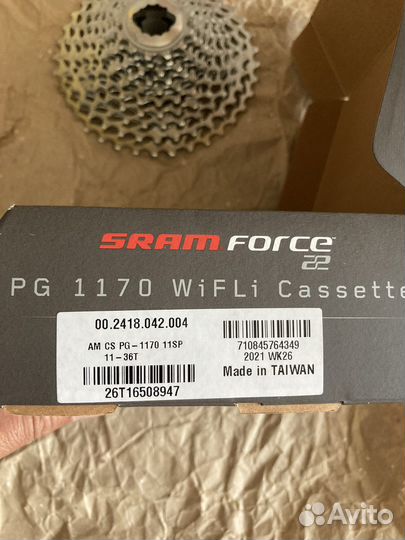 SRAM FORCE
22
PG 1170 WiFLi Cassette
00.2418.042.004
AM CS PG-1170 11SP
11-36T
26T16508947
710845764349
2021 WK26
Made in TAIWAN
Avito